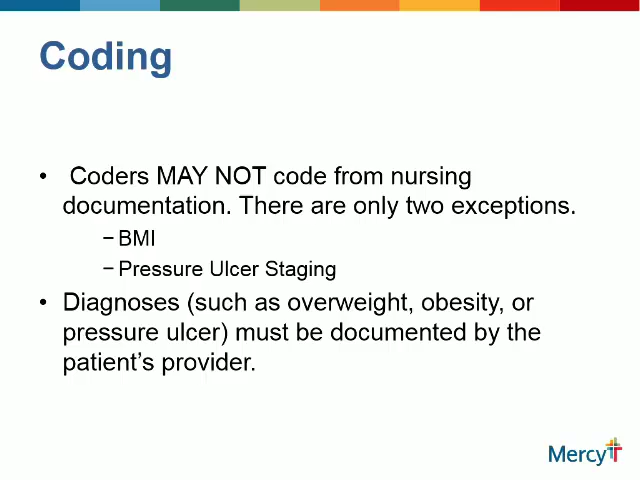 Coding
• Coders MAY NOT code from nursing
documentation. There are only two exceptions.
– BMI
– Pressure Ulcer Staging
• Diagnoses (such as overweight, obesity, or
pressure ulcer) must be documented by the
patient's provider.
Mercy